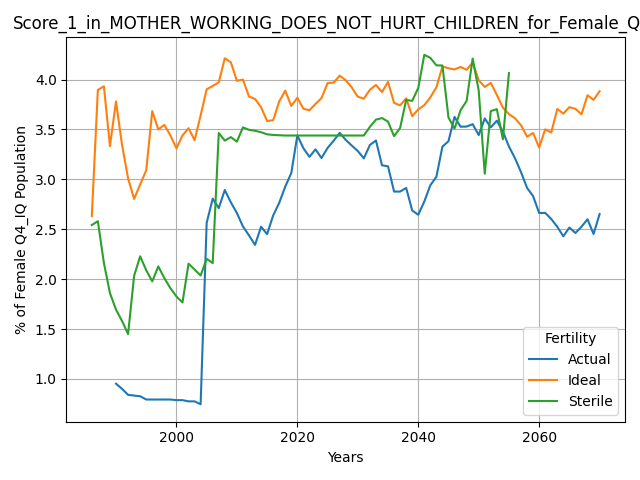 Score_1_in_MOTHER_WORKING_DOES_NOT_HURT_CHILDREN_for_Female_Q
% of Female Q4_IQ Population
4.0
3.5
3.0
2.5
2.0
1.5
1.0
2000 2020 2040 2060
Years
Fertility
Actual
Ideal
Sterile